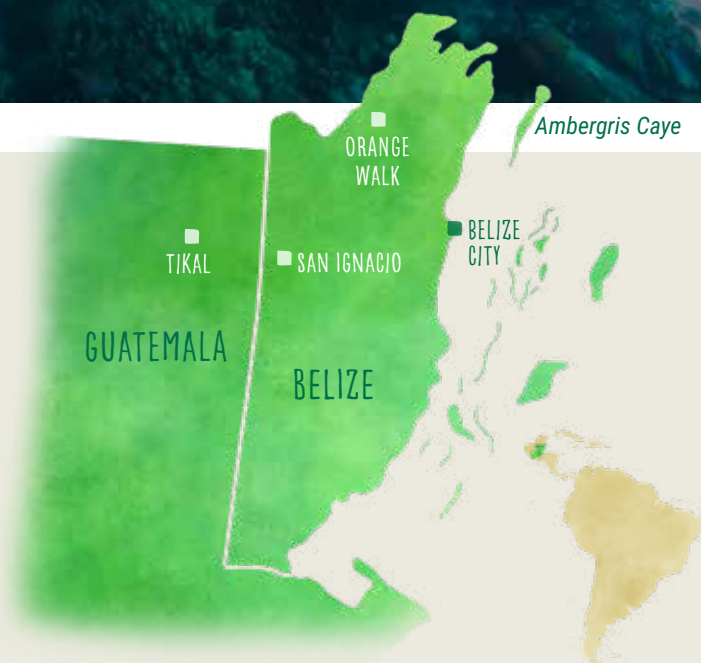 Ambergris Caye
ORANGE
WALK
BELIZE
CITY
TIKAL
SAN IGNACIO
GUATEMALA
BELIZE